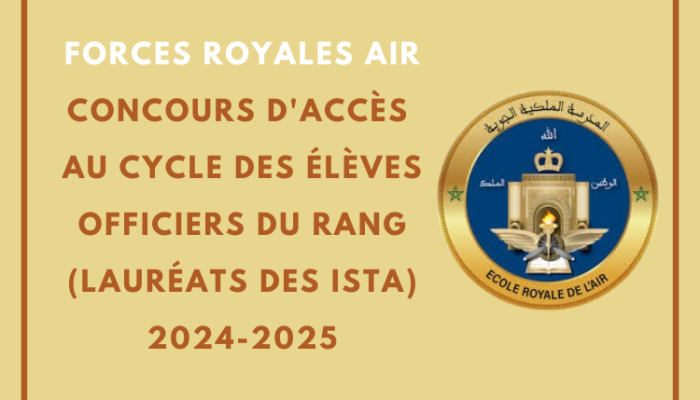 FORCES ROYALES AIR
CONCOURS D'ACCÈS
AU CYCLE DES ÉLÈVES
OFFICIERS DU RANG
(LAURÉATS DES ISTA)
2024-2025
المدرسة الملكية الجوية
الله
الوطن
الملك
ECOLE ROYALE DE L'AIR